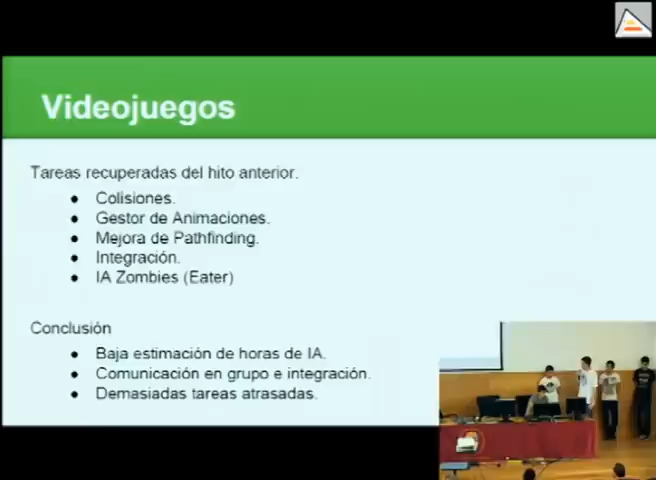 Videojuegos
Tareas recuperadas del hito anterior.
● Colisiones.
● Gestor de Animaciones.
● Mejora de Pathfinding.
● Integración.
● IA Zombies (Eater)
Conclusión
● Baja estimación de horas de IA.
● Comunicación en grupo e integración.
● Demasiadas tareas atrasadas.